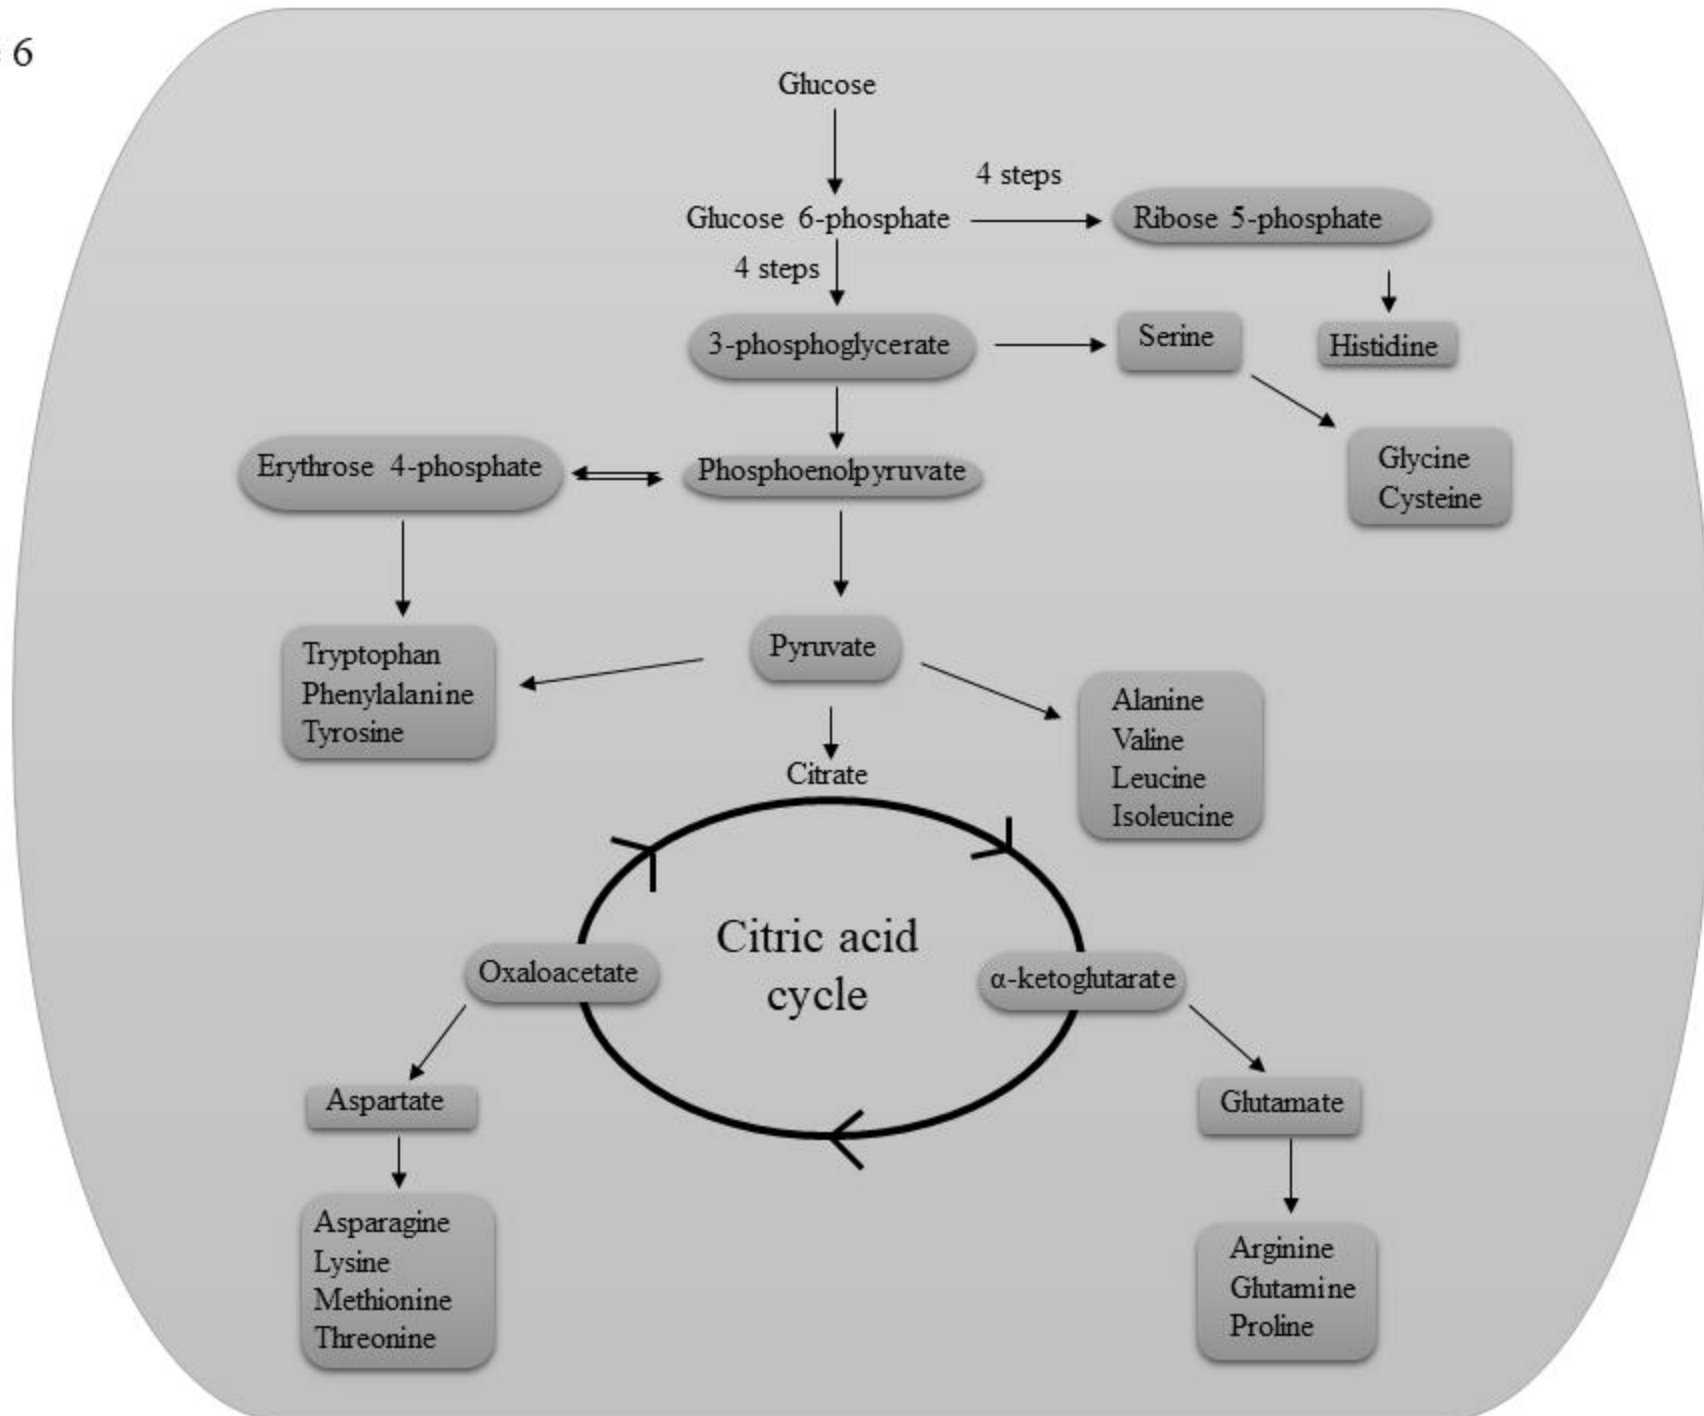 6
Glucose
4 steps
Glucose 6-phosphate
Ribose 5-phosphate
4 steps
3-phosphoglycerate
Serine
Histidine
Erythrose 4-phosphate
Phosphoenolpyruvate
Glycine
Cysteine
Tryptophan
Phenylalanine
Tyrosine
Pyruvate
Alanine
Valine
Leucine
Isoleucine
Citrate
Citric acid
cycle
Oxaloacetate
α-ketoglutarate
Aspartate
Glutamate
Asparagine
Lysine
Methionine
Threonine
Arginine
Glutamine
Proline